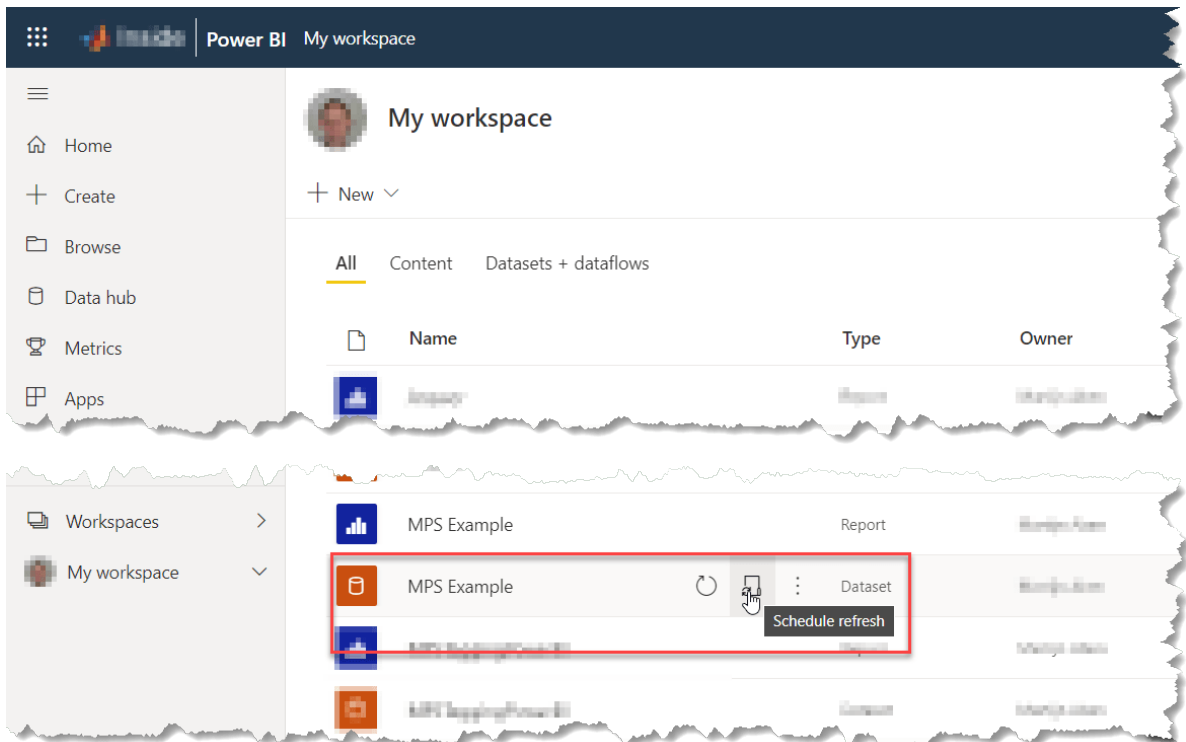 Power BI My workspace
My workspace
Home
Create
New
Browse
All Content Datasets + dataflows
Data hub
Name Type Owner
Metrics
Apps
Workspaces
MPS Example Report
My workspace
MPS Example Dataset
Schedule refresh